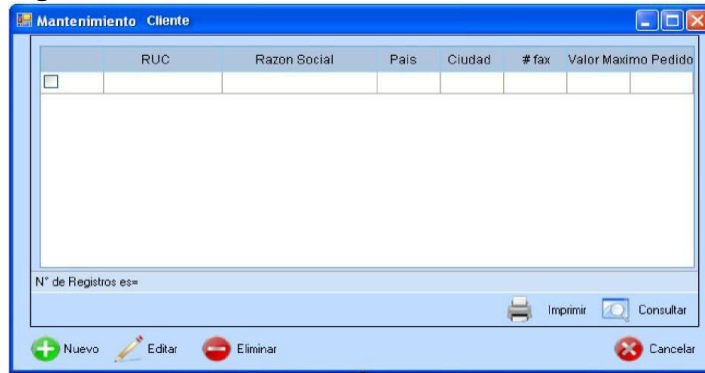 Mantenimiento Cliente
RUC Razon Social Pais Ciudad # fax Valor Maximo Pedido
N° de Registros es=
Imprimir Consultar
Nuevo Editar Eliminar Cancelar